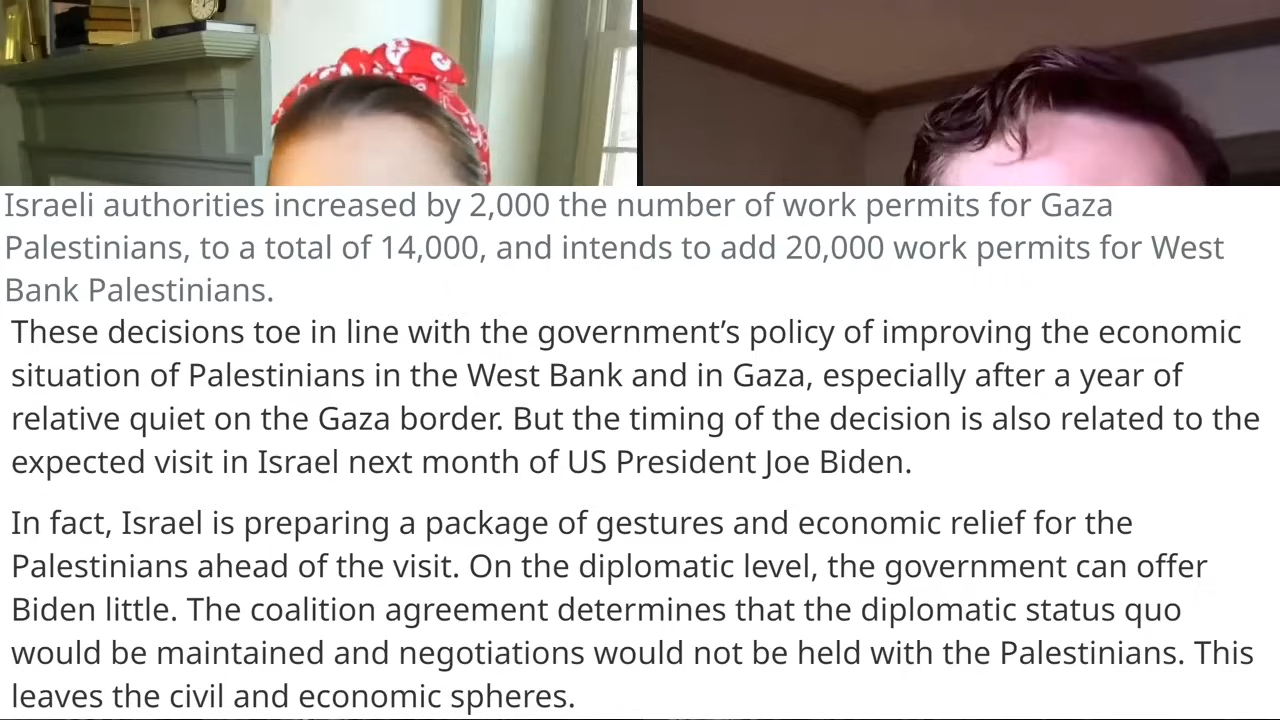 Israeli authorities increased by 2,000 the number of work permits for Gaza
Palestinians, to a total of 14,000, and intends to add 20,000 work permits for West
Bank Palestinians.
These decisions toe in line with the government’s policy of improving the economic
situation of Palestinians in the West Bank and in Gaza, especially after a year of
relative quiet on the Gaza border. But the timing of the decision is also related to the
expected visit in Israel next month of US President Joe Biden.
In fact, Israel is preparing a package of gestures and economic relief for the
Palestinians ahead of the visit. On the diplomatic level, the government can offer
Biden little. The coalition agreement determines that the diplomatic status quo
would be maintained and negotiations would not be held with the Palestinians. This
leaves the civil and economic spheres.